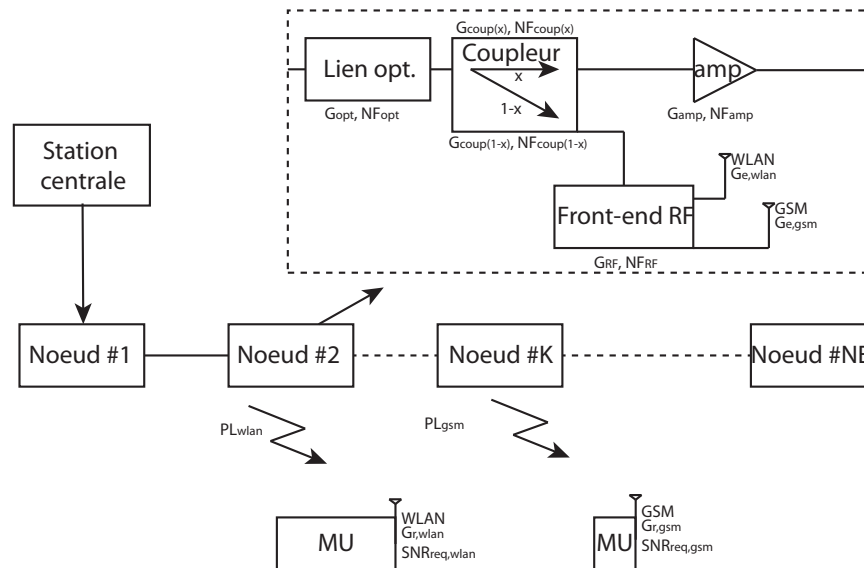 Gcoup(x), NFcoup(x)
Lien opt.
Coupleur
x
1-x
amp
Gopt, NFopt
Gamp, NFamp
Gcoup(1-x), NFcoup(1-x)
Station
centrale
WLAN
Ge,wlan
Front-end RF
GSM
Ge,gsm
GRF, NFRF
Noeud #1
Noeud #2
Noeud #K
Noeud #NE
PLwlan
PLgsm
MU
WLAN
Gr,wlan
SNRreq,wlan
MU
GSM
Gr,gsm
SNRreq,gsm